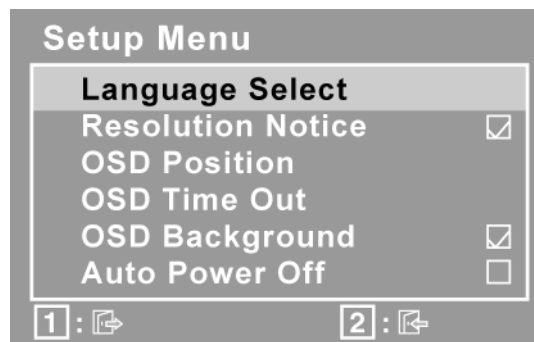 Setup Menu
Language Select
Resolution Notice
OSD Position
OSD Time Out
OSD Background
Auto Power Off
1 : 2 :